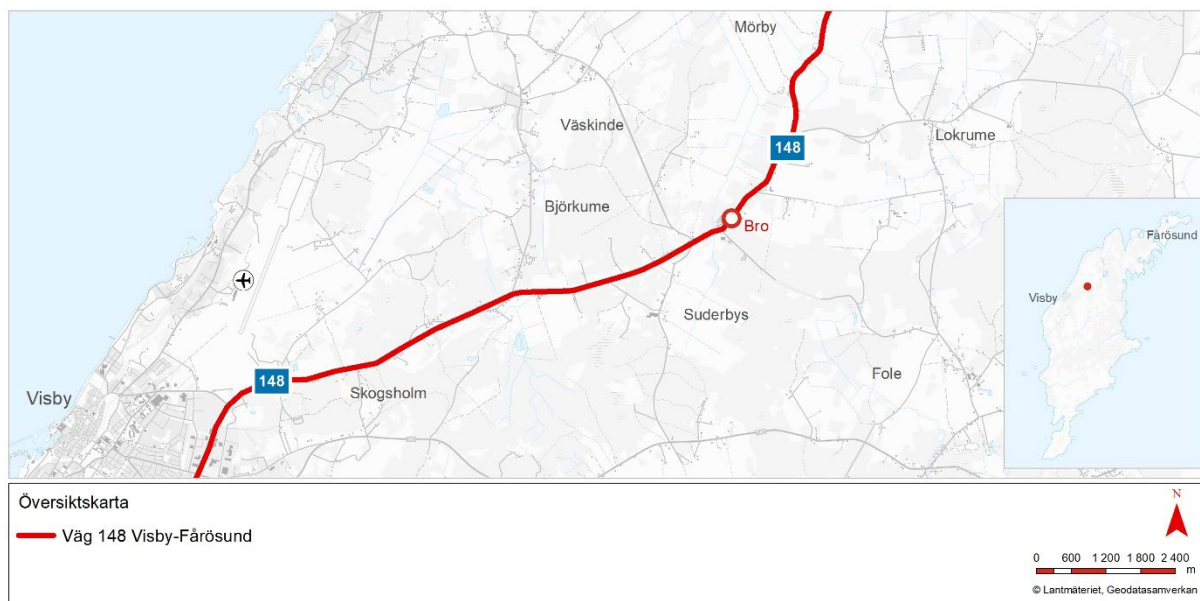 Mörby
Väskinde
148
Lokrume
Björkume
Bro
Fårösund
Visby
Suderbys
Fole
148
Skogsholm
Visby
Översiktskarta
Väg 148 Visby-Fårösund
N
0 600 1 200 1 800 2 400
m
© Lantmäteriet, Geodatasamverkan